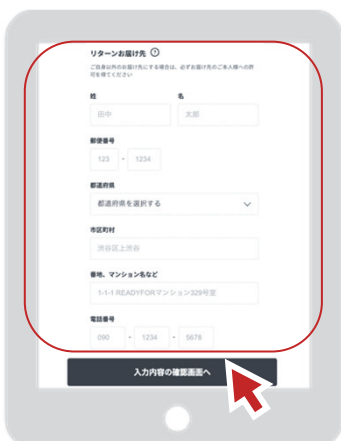 リターンお届け先 ?
ご自身以外のお届け先にする場合は、必ずお届け先のご本人様への許
可を得てください
姓 名
田中 太郎
郵便番号
123 - 1234
都道府県
都道府県を選択する
市区町村
渋谷区上渋谷
番地、マンション名など
1-1-1 READYFORマンション329号室
電話番号
090 - 1234 - 5678
入力内容の確認画面へ